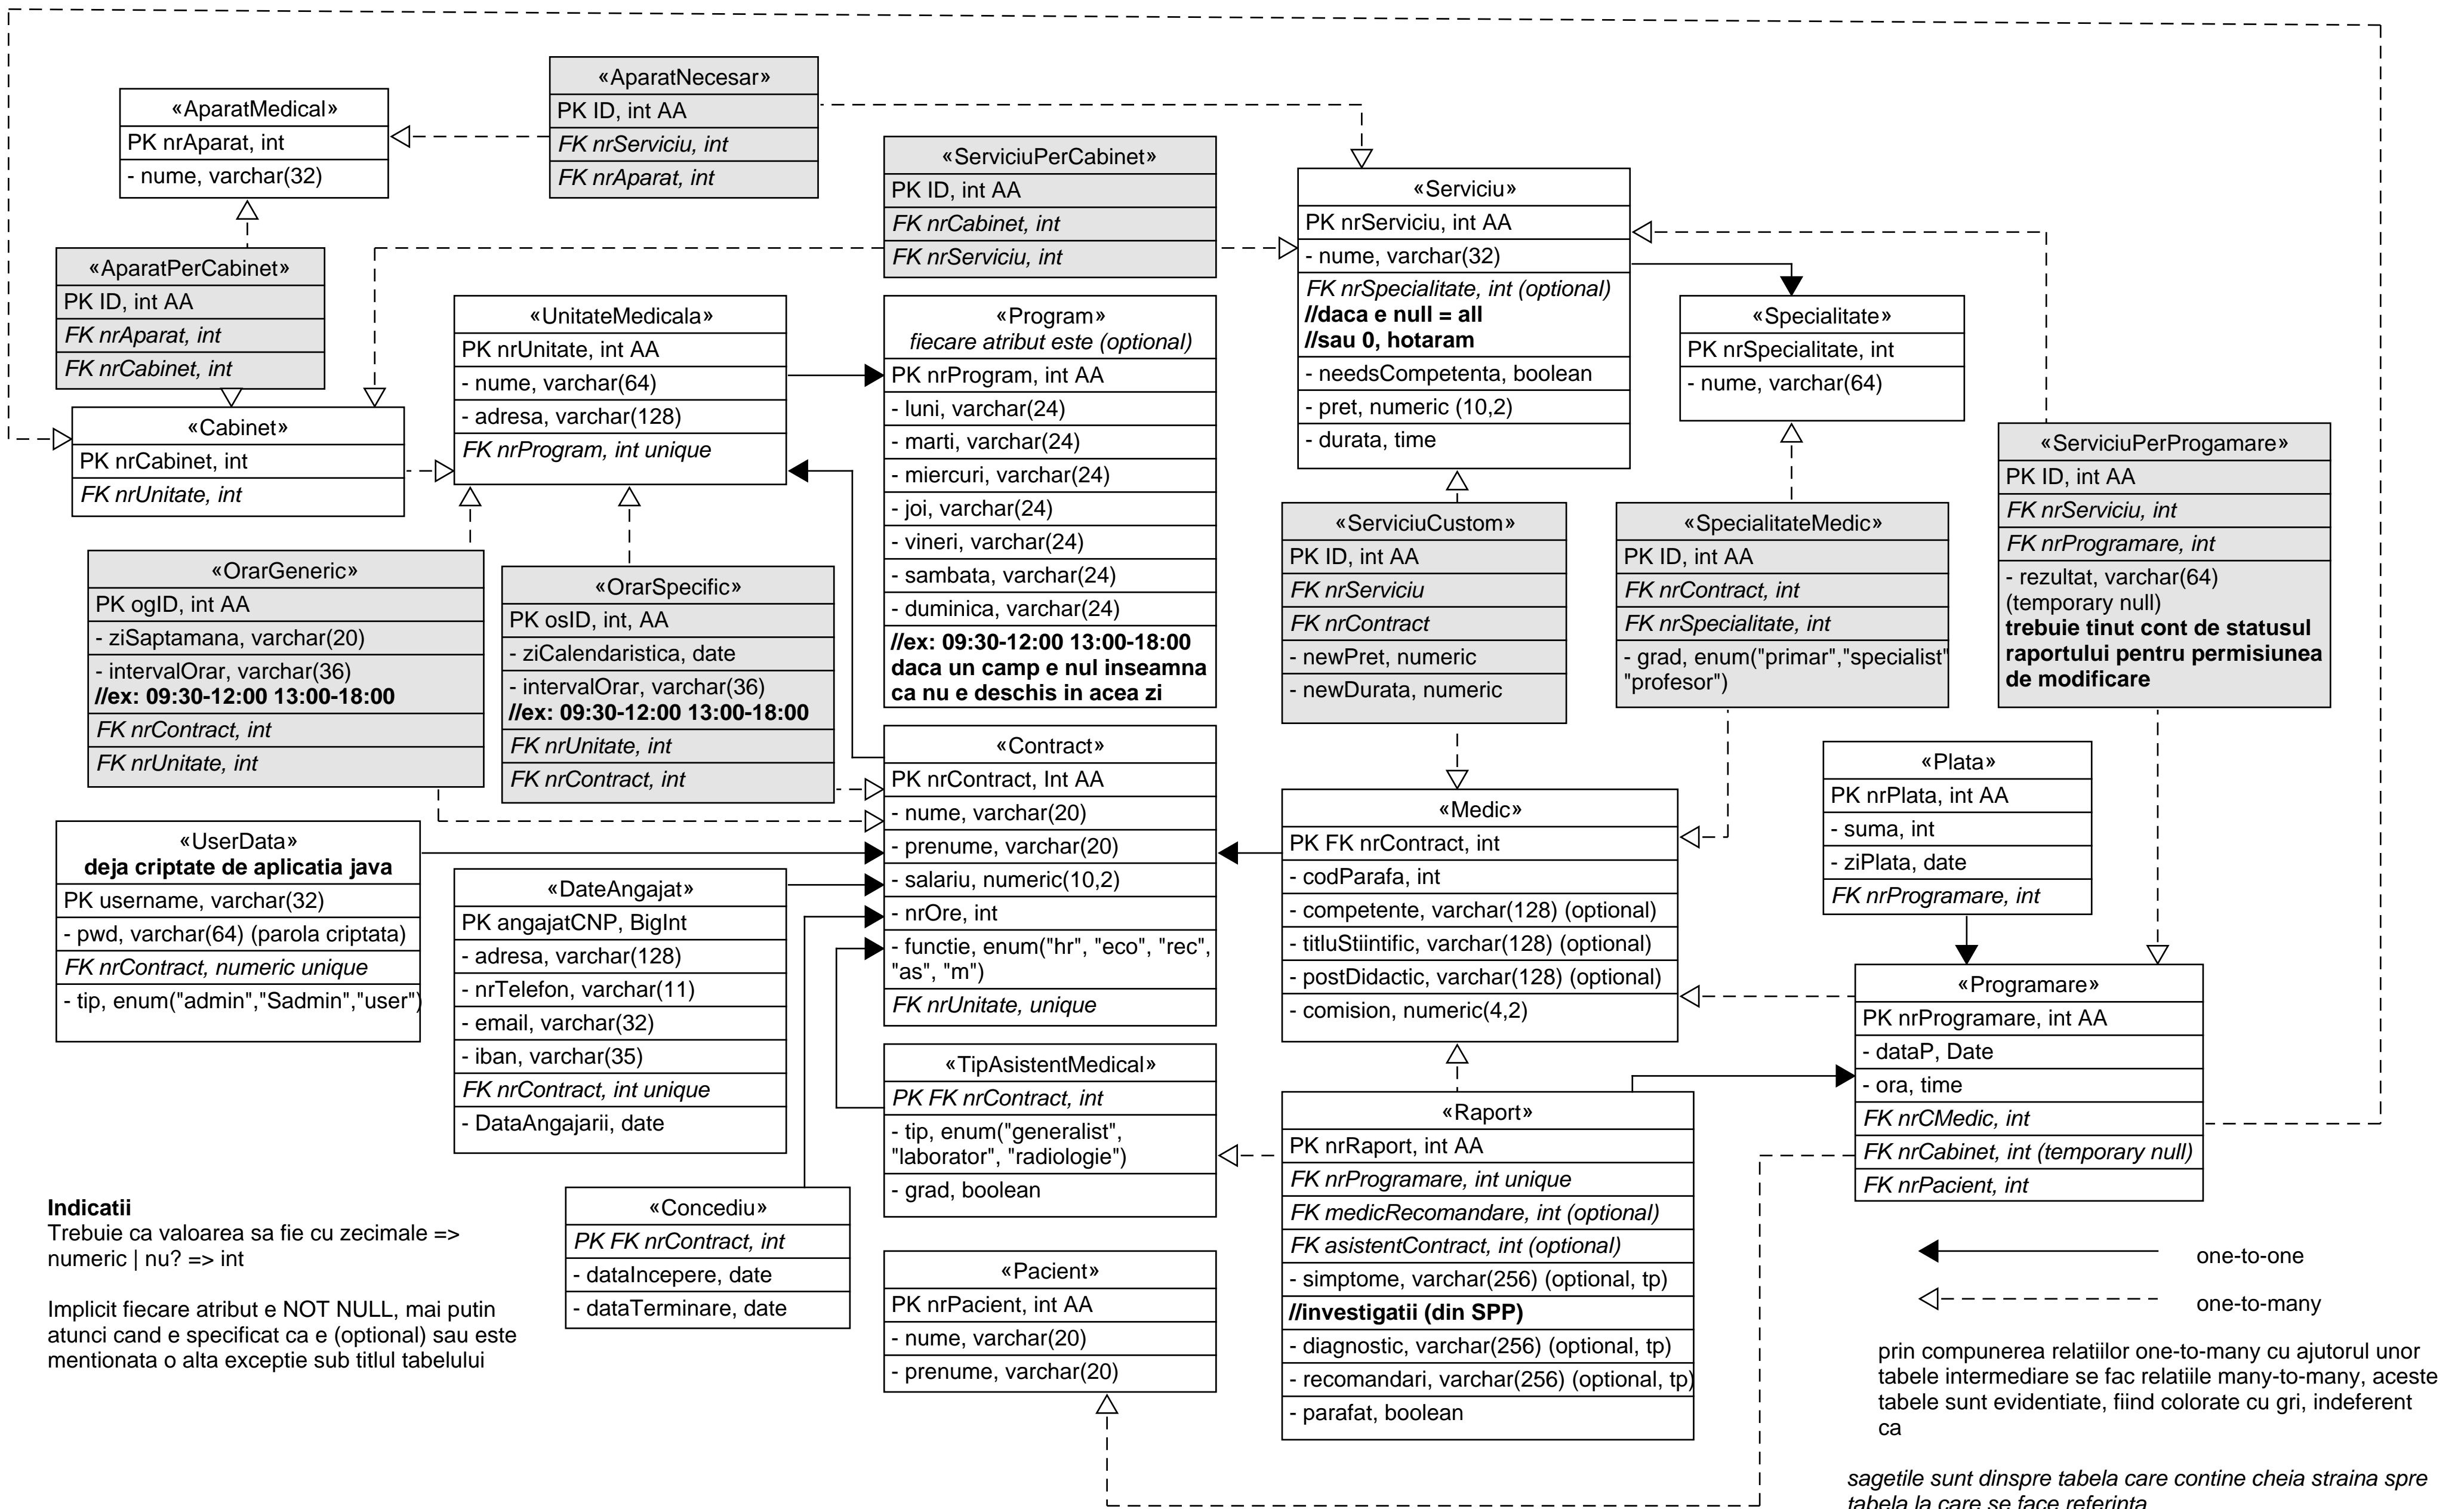 «AparatMedical»
PK nrAparat, int
- nume, varchar(32)
«AparatNecesar»
PK ID, int AA
FK nrServiciu, int
FK nrAparat, int
«ServiciuPerCabinet»
PK ID, int AA
FK nrCabinet, int
FK nrServiciu, int
«Serviciu»
PK nrServiciu, int AA
- nume, varchar(32)
FK nrSpecialitate, int (optional)
//daca e null = all
//sau 0, hotaram
- needsCompetenta, boolean
- pret, numeric (10,2)
- durata, time
«AparatPerCabinet»
PK ID, int AA
FK nrAparat, int
FK nrCabinet, int
«UnitateMedicala»
PK nrUnitate, int AA
- nume, varchar(64)
- adresa, varchar(128)
FK nrProgram, int unique
«Program»
fiecare atribut este (optional)
PK nrProgram, int AA
- luni, varchar(24)
- marti, varchar(24)
- miercuri, varchar(24)
- joi, varchar(24)
- vineri, varchar(24)
- sambata, varchar(24)
- duminica, varchar(24)
//ex: 09:30-12:00 13:00-18:00
daca un camp e nul inseamna
ca nu e deschis in acea zi
«Specialitate»
PK nrSpecialitate, int
- nume, varchar(64)
«Cabinet»
PK nrCabinet, int
FK nrUnitate, int
«ServiciuPerProgamare»
PK ID, int AA
FK nrServiciu, int
FK nrProgramare, int
- rezultat, varchar(64)
(temporary null)
trebuie tinut cont de statusul
raportului pentru permisiunea
de modificare
«ServiciuCustom»
PK ID, int AA
FK nrServiciu
FK nrContract
- newPret, numeric
- newDurata, numeric
«SpecialitateMedic»
PK ID, int AA
FK nrContract, int
FK nrSpecialitate, int
- grad, enum("primar","specialist"
"profesor")
«OrarGeneric»
PK ogID, int AA
- ziSaptamana, varchar(20)
- intervalOrar, varchar(36)
//ex: 09:30-12:00 13:00-18:00
FK nrContract, int
FK nrUnitate, int
«OrarSpecific»
PK osID, int, AA
- ziCalendaristica, date
- intervalOrar, varchar(36)
//ex: 09:30-12:00 13:00-18:00
FK nrUnitate, int
FK nrContract, int
«Contract»
PK nrContract, Int AA
- nume, varchar(20)
- prenume, varchar(20)
- salariu, numeric(10,2)
- nrOre, int
- functie, enum("hr", "eco", "rec",
"as", "m")
FK nrUnitate, unique
«Medic»
PK FK nrContract, int
- codParafa, int
- competente, varchar(128) (optional)
- titluStiintific, varchar(128) (optional)
- postDidactic, varchar(128) (optional)
- comision, numeric(4,2)
«Plata»
PK nrPlata, int AA
- suma, int
- ziPlata, date
FK nrProgramare, int
«UserData»
deja criptate de aplicatia java
PK username, varchar(32)
- pwd, varchar(64) (parola criptata)
FK nrContract, numeric unique
- tip, enum("admin","Sadmin","user")
«DateAngajat»
PK angajatCNP, BigInt
- adresa, varchar(128)
- nrTelefon, varchar(11)
- email, varchar(32)
- iban, varchar(35)
FK nrContract, int unique
- DataAngajarii, date
«Programare»
PK nrProgramare, int AA
- dataP, Date
- ora, time
FK nrCMedic, int
FK nrCabinet, int (temporary null)
FK nrPacient, int
«TipAsistentMedical»
PK FK nrContract, int
- tip, enum("generalist",
"laborator", "radiologie")
- grad, boolean
«Raport»
PK nrRaport, int AA
FK nrProgramare, int unique
FK medicRecomandare, int (optional)
FK asistentContract, int (optional)
- simptome, varchar(256) (optional, tp)
//investigatii (din SPP)
- diagnostic, varchar(256) (optional, tp)
- recomandari, varchar(256) (optional, tp)
- parafat, boolean
«Concediu»
PK FK nrContract, int
- dataIncepere, date
- dataTerminare, date
«Pacient»
PK nrPacient, int AA
- nume, varchar(20)
- prenume, varchar(20)
Indicatii
Trebuie ca valoarea sa fie cu zecimale =>
numeric | nu? => int
Implicit fiecare atribut e NOT NULL, mai putin
atunci cand e specificat ca e (optional) sau este
mentionata o alta exceptie sub titlul tabelului
one-to-one
one-to-many
prin compunerea relatiilor one-to-many cu ajutorul unor
tabele intermediare se fac relatiile many-to-many, aceste
tabele sunt evidentiate, fiind colorate cu gri, indeferent
ca
sagetile sunt dinspre tabela care contine cheia straina spre
tabela la care se face referinta